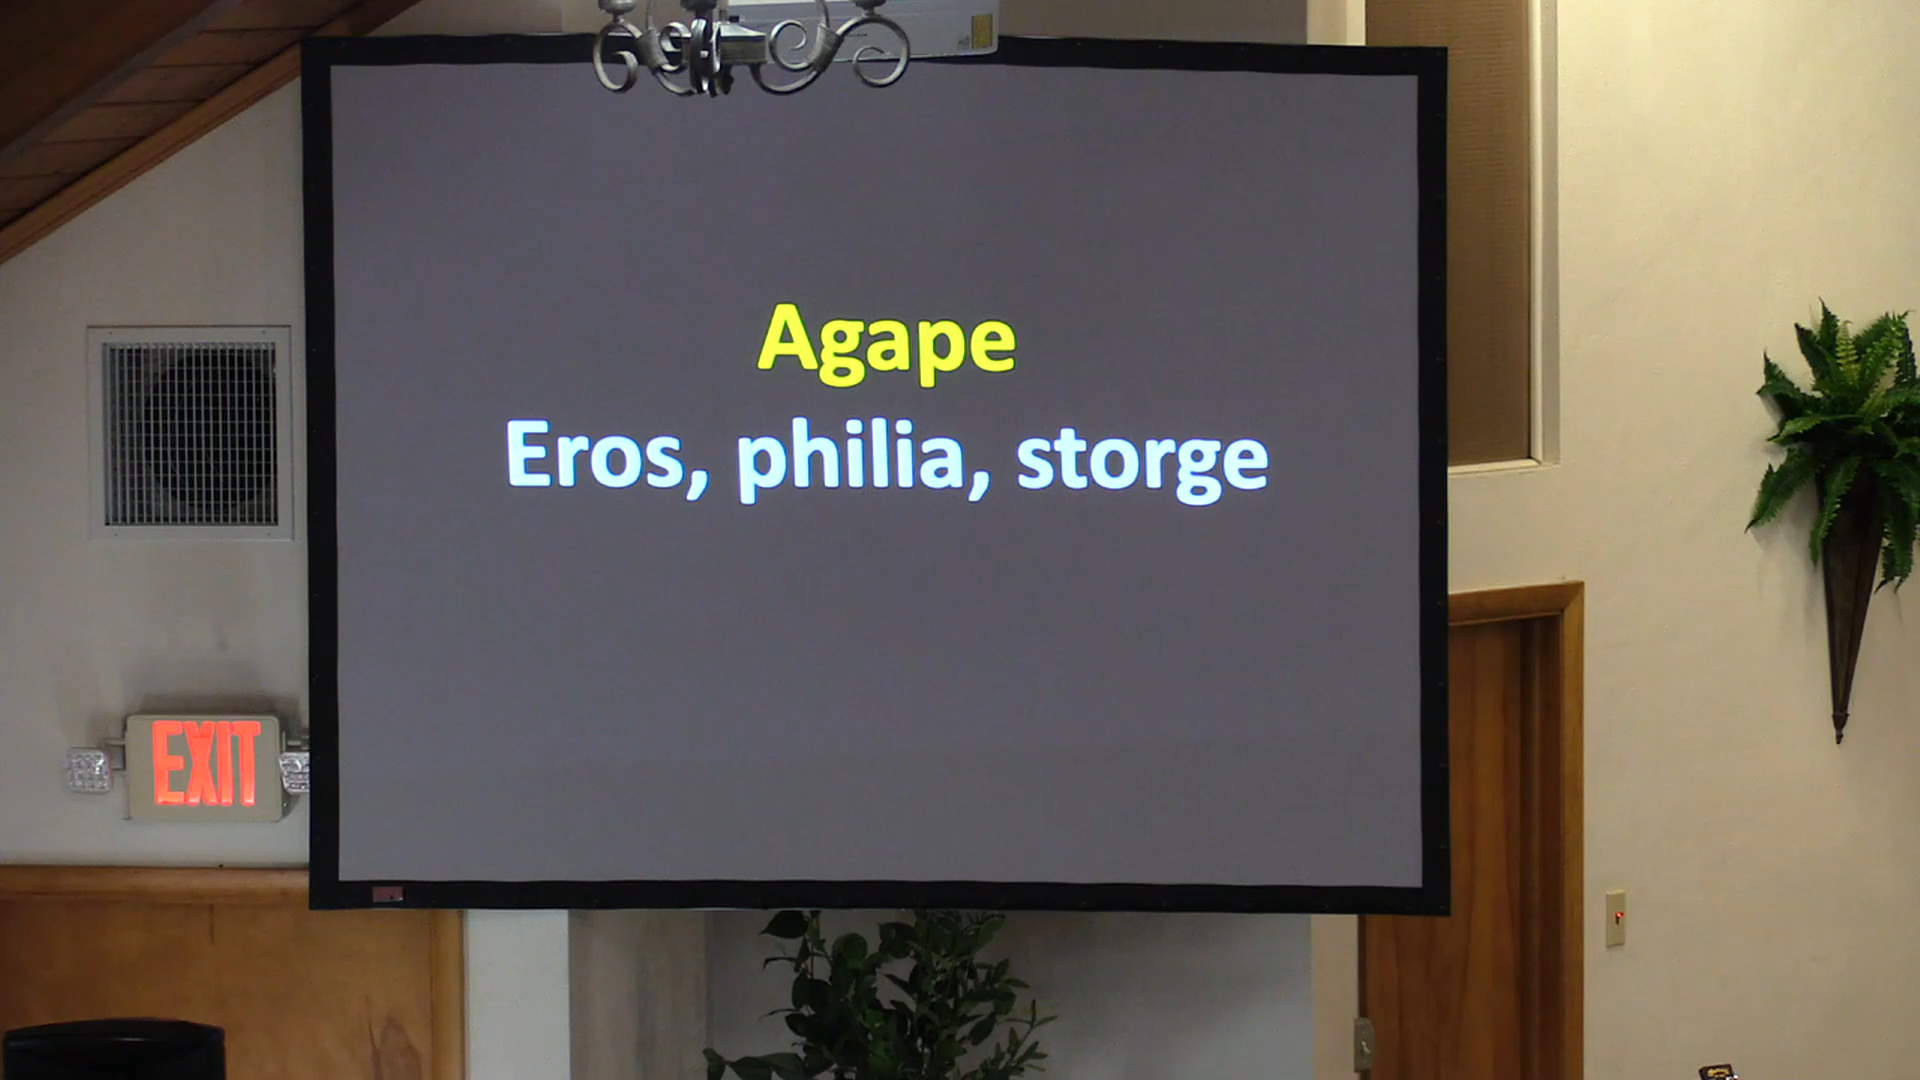 Agape
Eros, philia, storge
EXIT